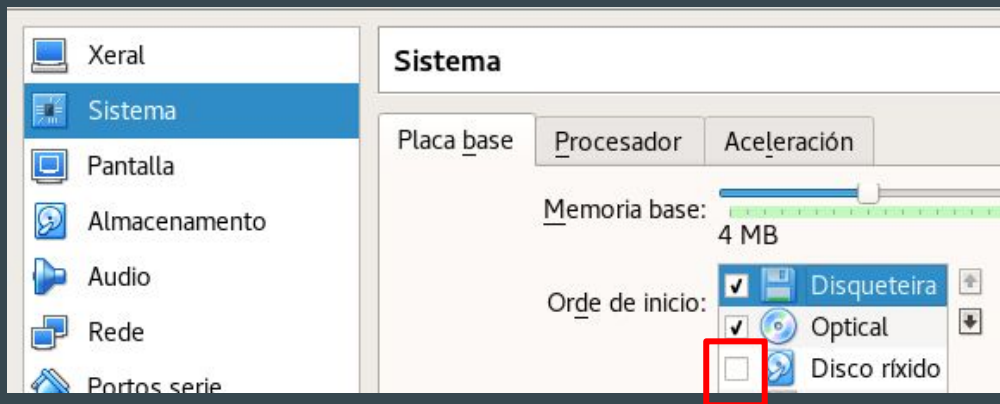 Xeral
Sistema
Pantalla
Almacenamento
Audio
Rede
Portos serie
Sistema
Placa base
Procesador
Aceleración
Memoria base:
4 MB
Orde de inicio:
Disqueteira
Optical
Disco ríxido